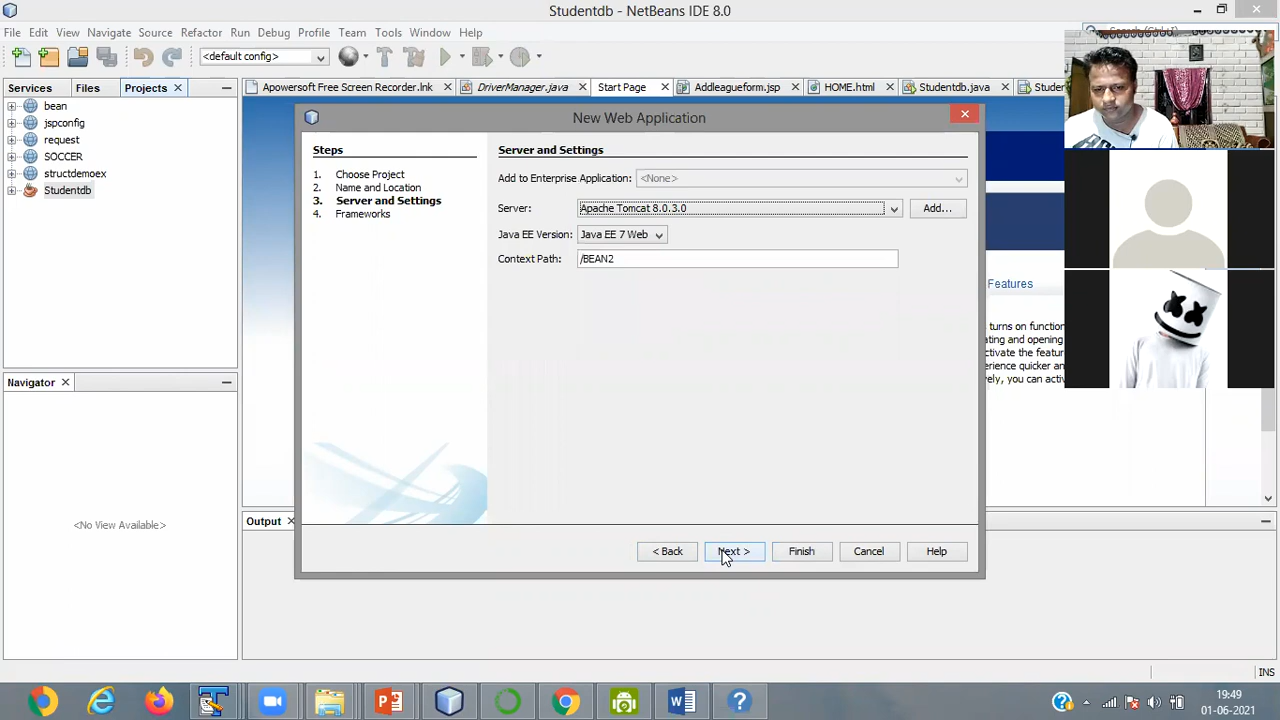 Studentdb - NetBeans IDE 8.0
File Edit View Navigate Source Refactor Run Debug Profile Team Tools Window Help
Search (Ctrl+I)
<default config>
Services Files Projects
Apowersoft Free Screen Recorder.lnk DriverManager.java Start Page Addleagueform.jsp HOME.html Studentdb.java Studen
bean
jspconfig
request
SOCCER
structdemoex
Studentdb
New Web Application
Steps
1. Choose Project
2. Name and Location
3. Server and Settings
4. Frameworks
Server and Settings
Add to Enterprise Application: <None>
Server: Apache Tomcat 8.0.3.0 Add...
Java EE Version: Java EE 7 Web
Context Path: /BEAN2
Features
turns on function
ating and opening
ctivate the featur
erience quicker an
vely, you can activ
Navigator
<No View Available>
Output
< Back Next > Finish Cancel Help
INS
19:49
01-06-2021